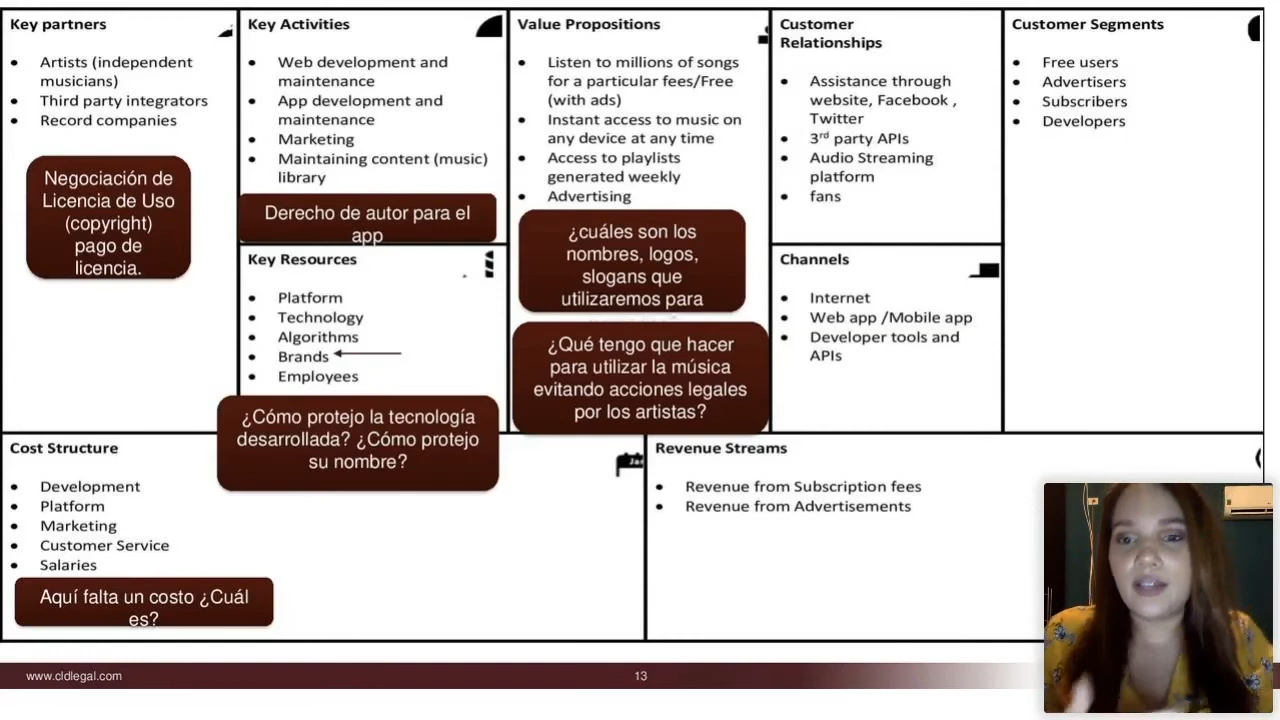 Key partners
Artists (independent
musicians)
Third party integrators
Record companies
Negociación de
Licencia de Uso
(copyright)
pago de
licencia.
Key Activities
Web development and
maintenance
App development and
maintenance
Marketing
Maintaining content (music)
library
Derecho de autor para el
app
Key Resources
Platform
Technology
Algorithms
Brands
Employees
¿Cómo protejo la tecnología
desarrollada? ¿Cómo protejo
su nombre?
Value Propositions
Listen to millions of songs
for a particular fees/Free
(with ads)
Instant access to music on
any device at any time
Access to playlists
generated weekly
Advertising
¿cuáles son los
nombres, logos,
slogans que
utilizaremos para
¿Qué tengo que hacer
para utilizar la música
evitando acciones legales
por los artistas?
Customer
Relationships
Assistance through
website, Facebook ,
Twitter
3rd party APIs
Audio Streaming
platform
fans
Channels
Internet
Web app /Mobile app
Developer tools and
APIs
Customer Segments
Free users
Advertisers
Subscribers
Developers
Cost Structure
Development
Platform
Marketing
Customer Service
Salaries
Aquí falta un costo ¿Cuál
es?
Revenue Streams
Revenue from Subscription fees
Revenue from Advertisements
www.cldlegal.com
13